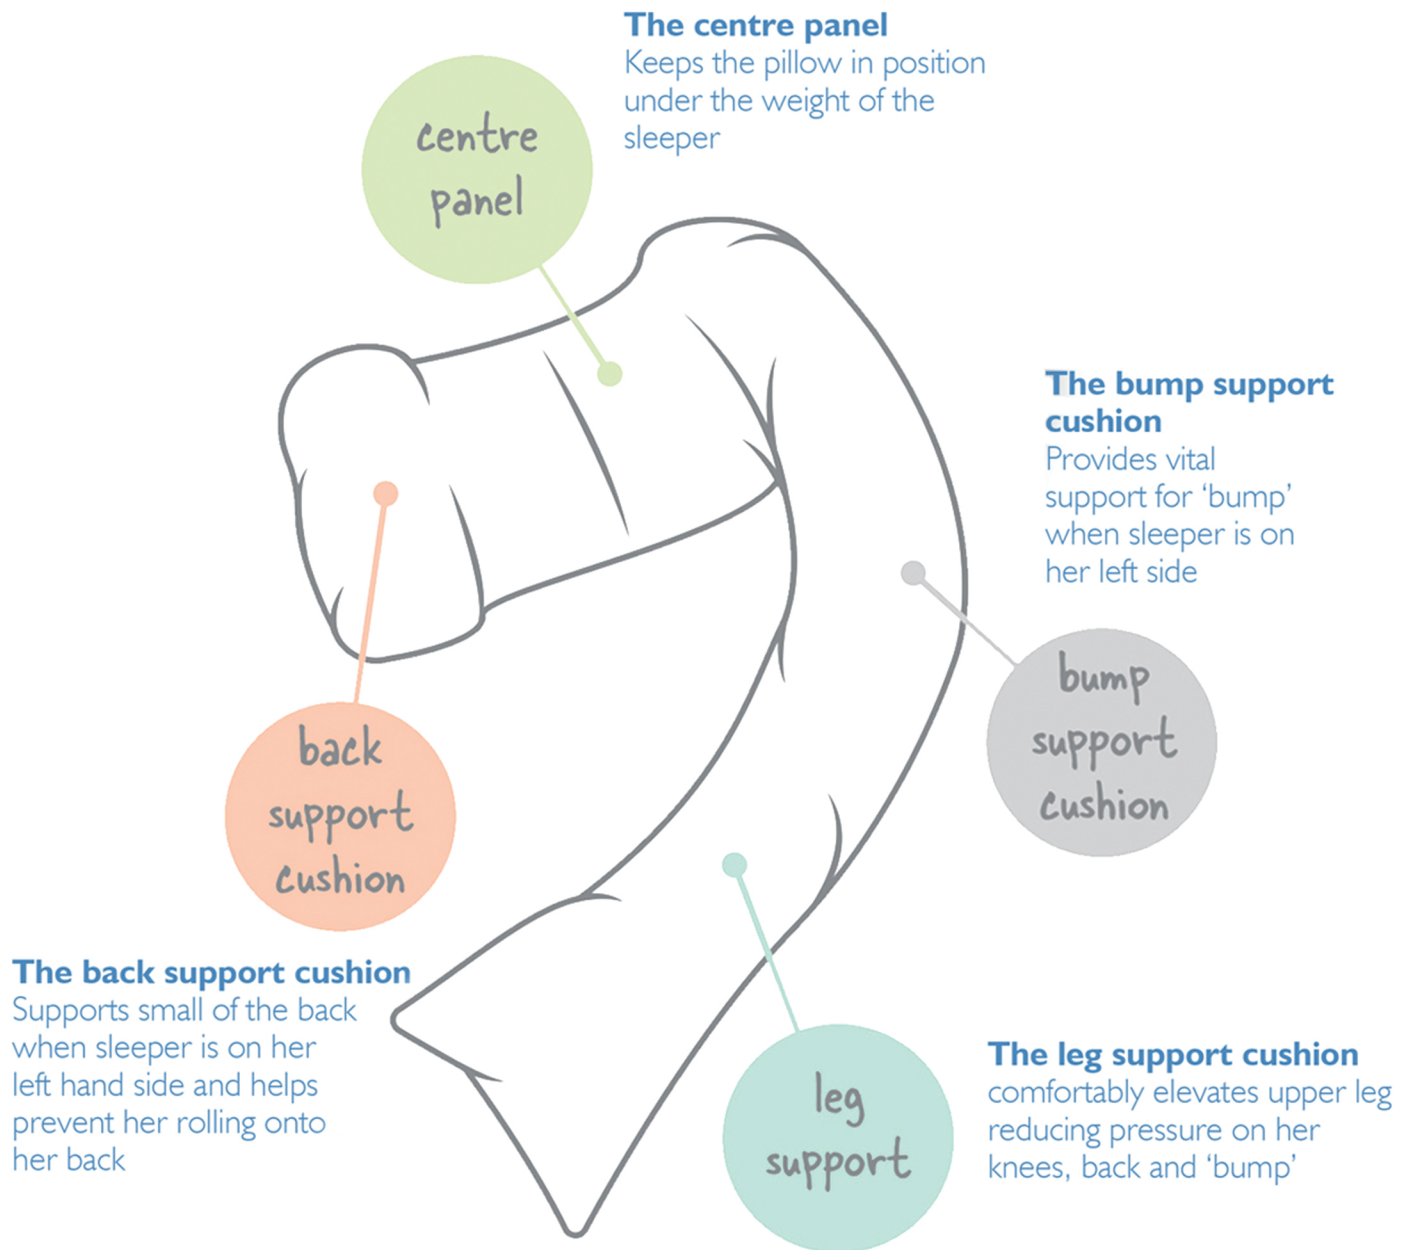 The centre panel
Keeps the pillow in position
under the weight of the
sleeper
centre
panel
The bump support
cushion
Provides vital
support for ‘bump’
when sleeper is on
her left side
bump
support
cushion
back
support
cushion
The back support cushion
Supports small of the back
when sleeper is on her
left hand side and helps
prevent her rolling onto
her back
leg
support
The leg support cushion
comfortably elevates upper leg
reducing pressure on her
knees, back and ‘bump’